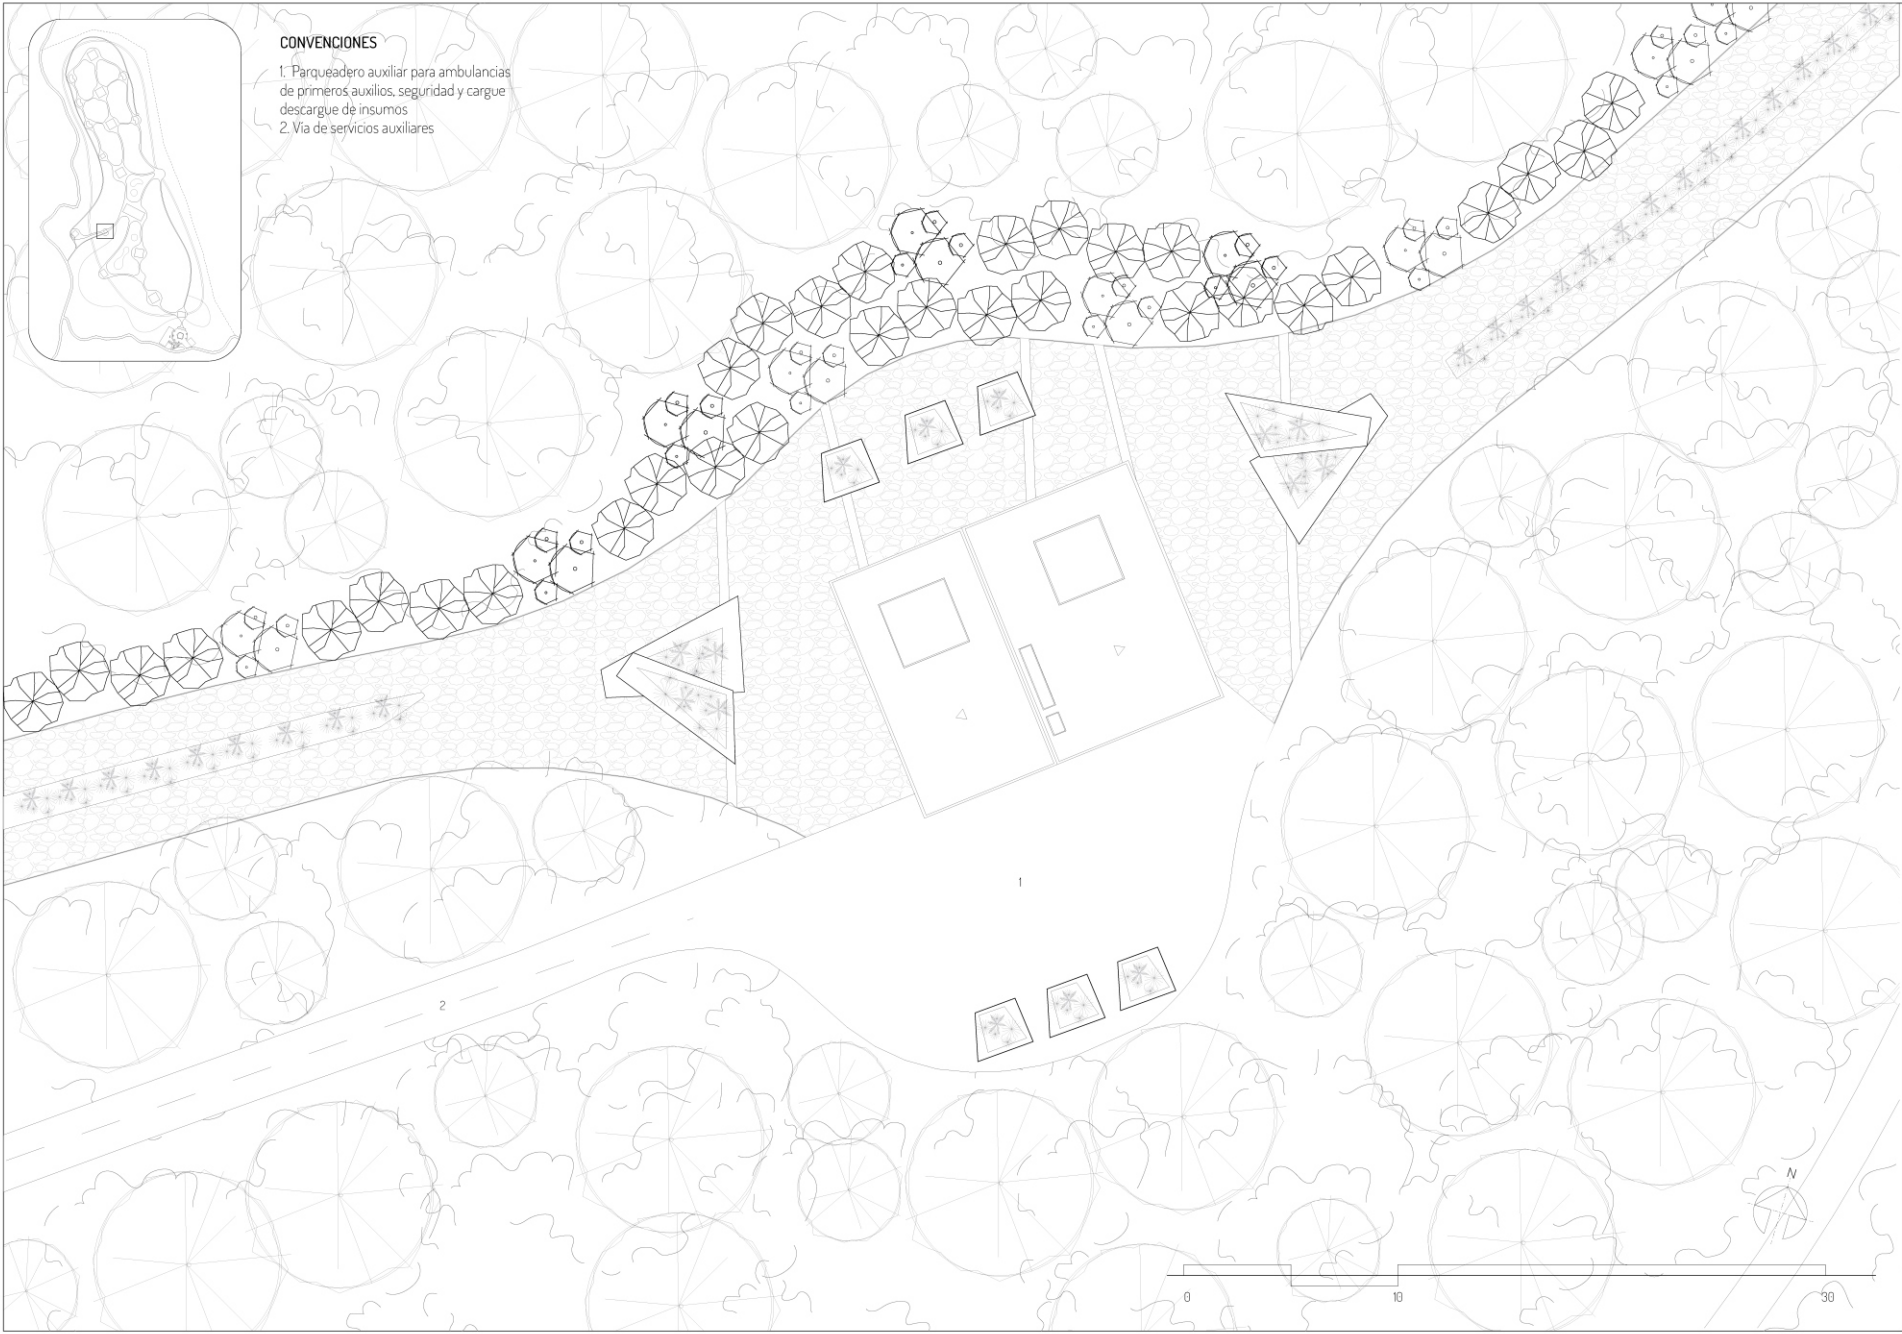 CONVENCIONES
1. Parqueadero auxiliar para ambulancias
de primeros auxilios, seguridad y cargue
descargue de insumos
2. Vía de servicios auxiliares
1
2
N
0 10 30